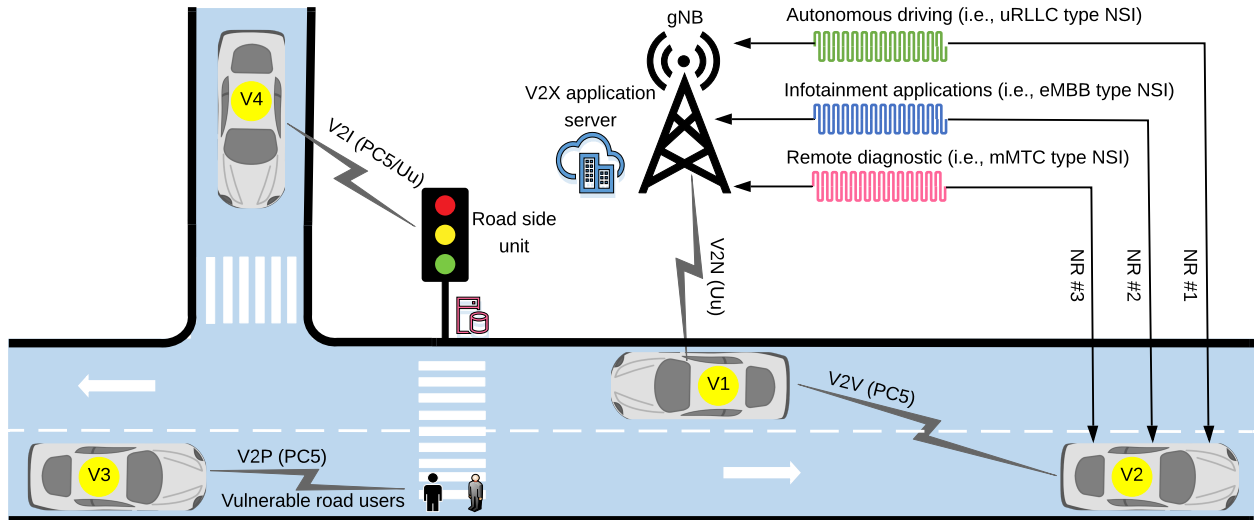 gNB
Autonomous driving (i.e., uRLLC type NSI)
V2X application
server
Infotainment applications (i.e., eMBB type NSI)
Remote diagnostic (i.e., mMTC type NSI)
V4
V2I (PC5/Uu)
Road side
unit
V2N (Uu)
NR #3
NR #2
NR #1
V1
V2V (PC5)
V3
V2P (PC5)
Vulnerable road users
V2